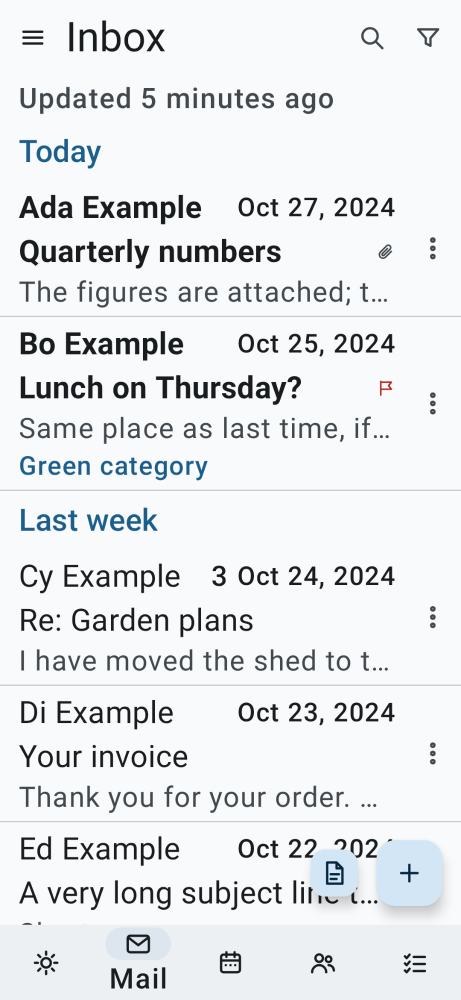 Inbox
Updated 5 minutes ago
Today
Ada Example Oct 27, 2024
Quarterly numbers
The figures are attached; t…
Bo Example Oct 25, 2024
Lunch on Thursday?
Same place as last time, if…
Green category
Last week
Cy Example 3 Oct 24, 2024
Re: Garden plans
I have moved the shed to t…
Di Example Oct 23, 2024
Your invoice
Thank you for your order. …
Ed Example Oct 22, 202
A very long subject line t…
Mail